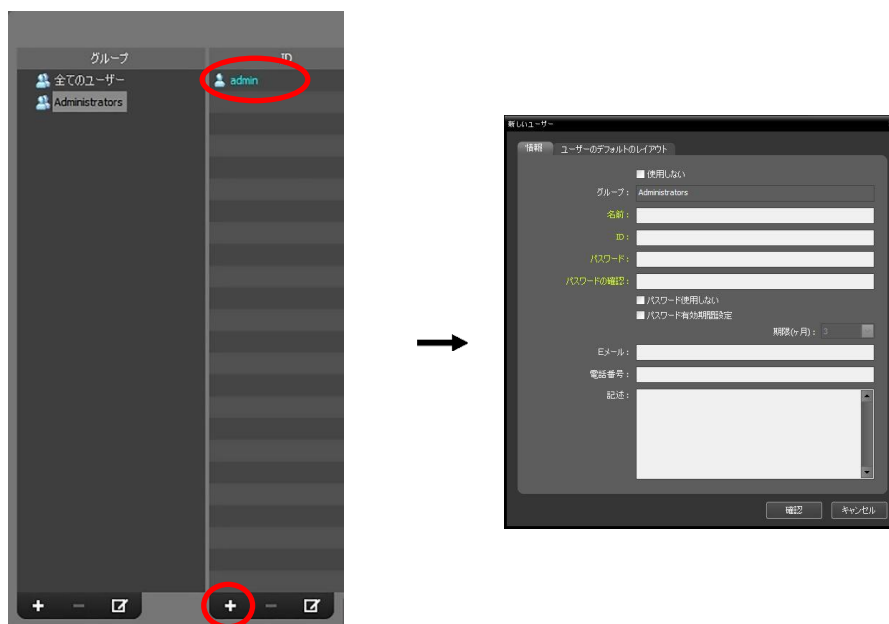 グループ
ID
全てのユーザー
admin
Administrators
新しいユーザー
情報
ユーザーのデフォルトのレイアウト
使用しない
グループ: Administrators
名前:
ID:
パスワード:
パスワードの確認:
パスワード使用しない
パスワード有効期間設定
期限(ヶ月): 3
Eメール:
電話番号:
記述:
確認
キャンセル